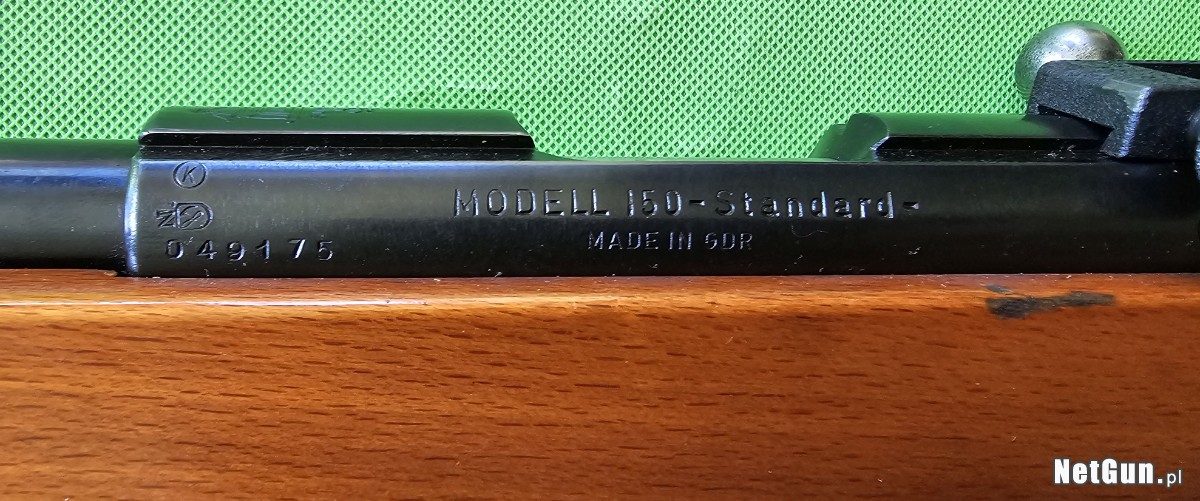 K
MODELL 150-Standard-
049175
MADE IN GDR
NetGun.pl